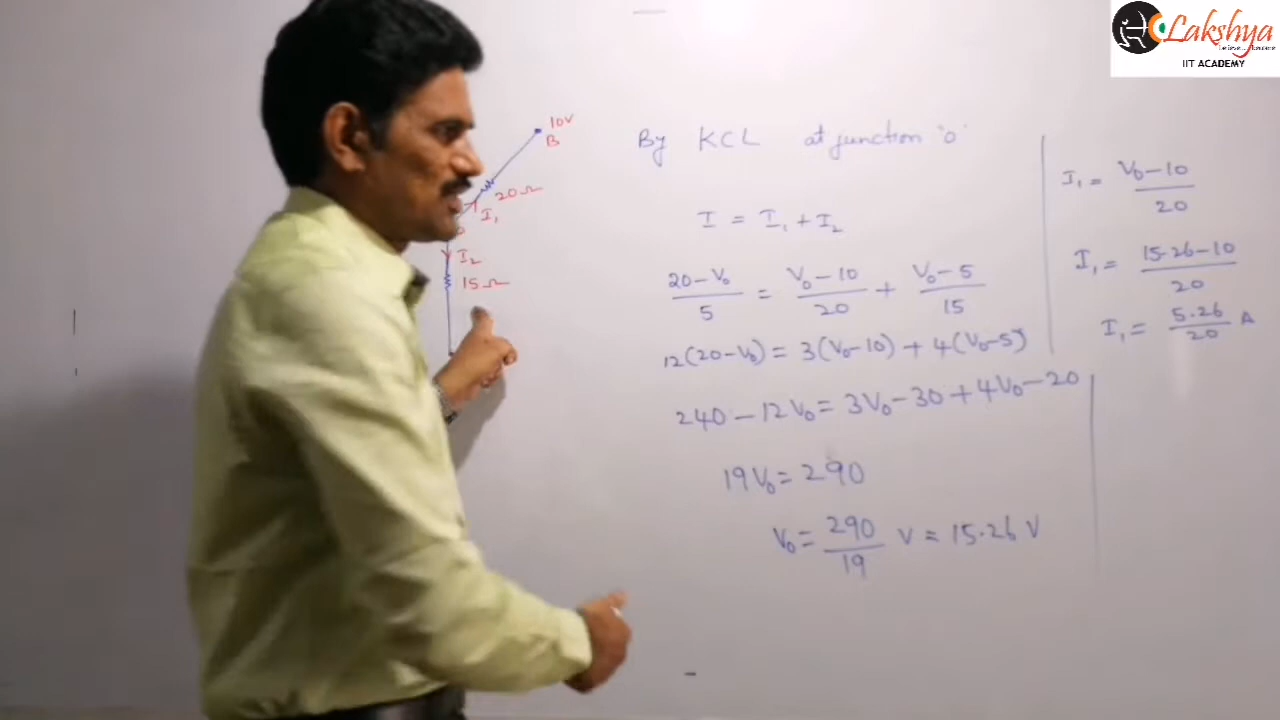 Lakshya
IIT ACADEMY
10V
B
20Ω
I₁
I₂
15Ω
By KCL at junction 'o'
I = I₁ + I₂
20-V₀/5 = V₀-10/20 + V₀-5/15
12(20-V₀) = 3(V₀-10) + 4(V₀-5)
240-12V₀ = 3V₀-30+4V₀-20
19V₀ = 290
V₀ = 290/19 V = 15.26 V
I₁ = V₀-10/20
I₁ = 15.26-10/20
I₁ = 5.26/20 A